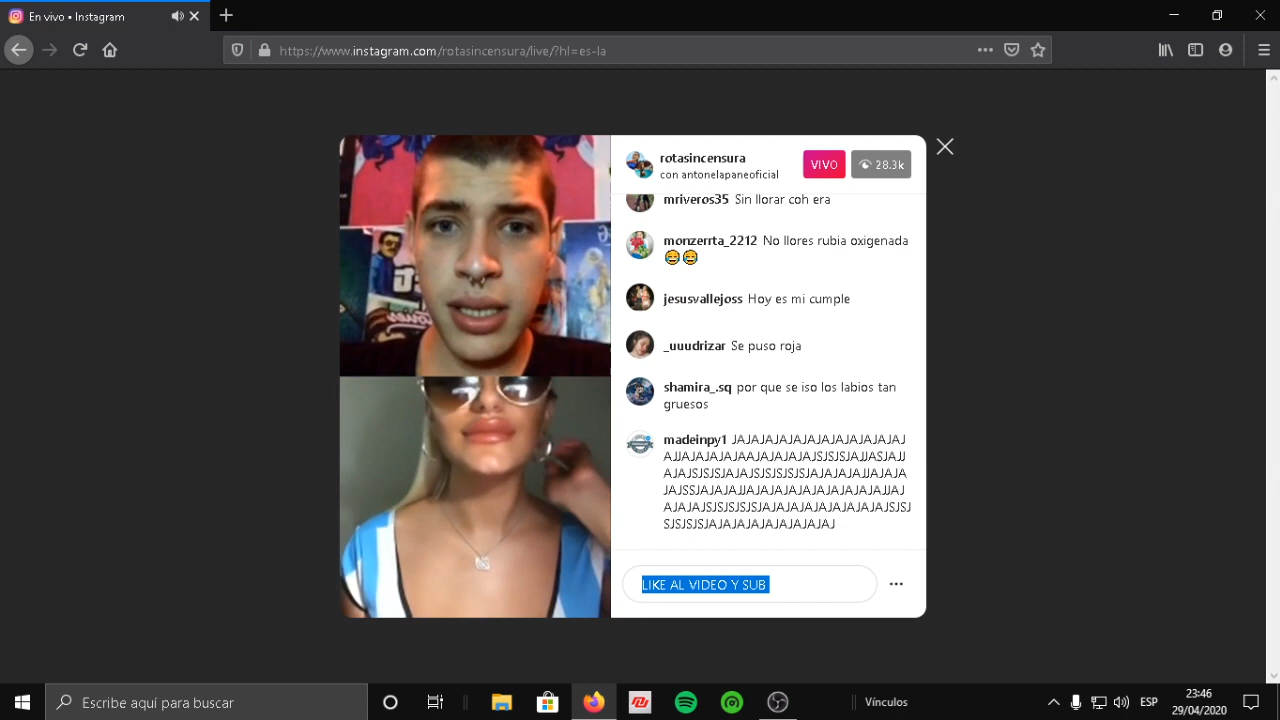 En vivo • Instagram
https://www.instagram.com/rotasincensura/live/?hl=es-la
rotasincensura
con antonelapaneoficial
VIVO
28.3k
mriveros35 Sin llorar coh era
monzerrta_2212 No llores rubia oxigenada
😂😂
jesusvallejoss Hoy es mi cumple
_uuudrizar Se puso roja
shamira_.sq por que se iso los labios tan
gruesos
madeinpy1 JAJAJAJAJAJAJAJAJAJAJAJAJ
AJJAJAJAJAJAAJAJAJAJAJSJSJSJAJJASJAJJ
AJAJSJSJSJAJAJSJSJSJSJSJAJAJAJAJJAJAJA
JAJSSJAJAJAJJAJAJAJAJAJAJAJAJAJAJJAJ
AJAJAJSJSJSJSJSJAJAJAJAJAJAJAJAJAJSJSJ
SJSJSJSJAJAJAJAJAJAJAJAJ
LIKE AL VIDEO Y SUB
Escribe aquí para buscar
Vínculos
ESP
23:46
29/04/2020